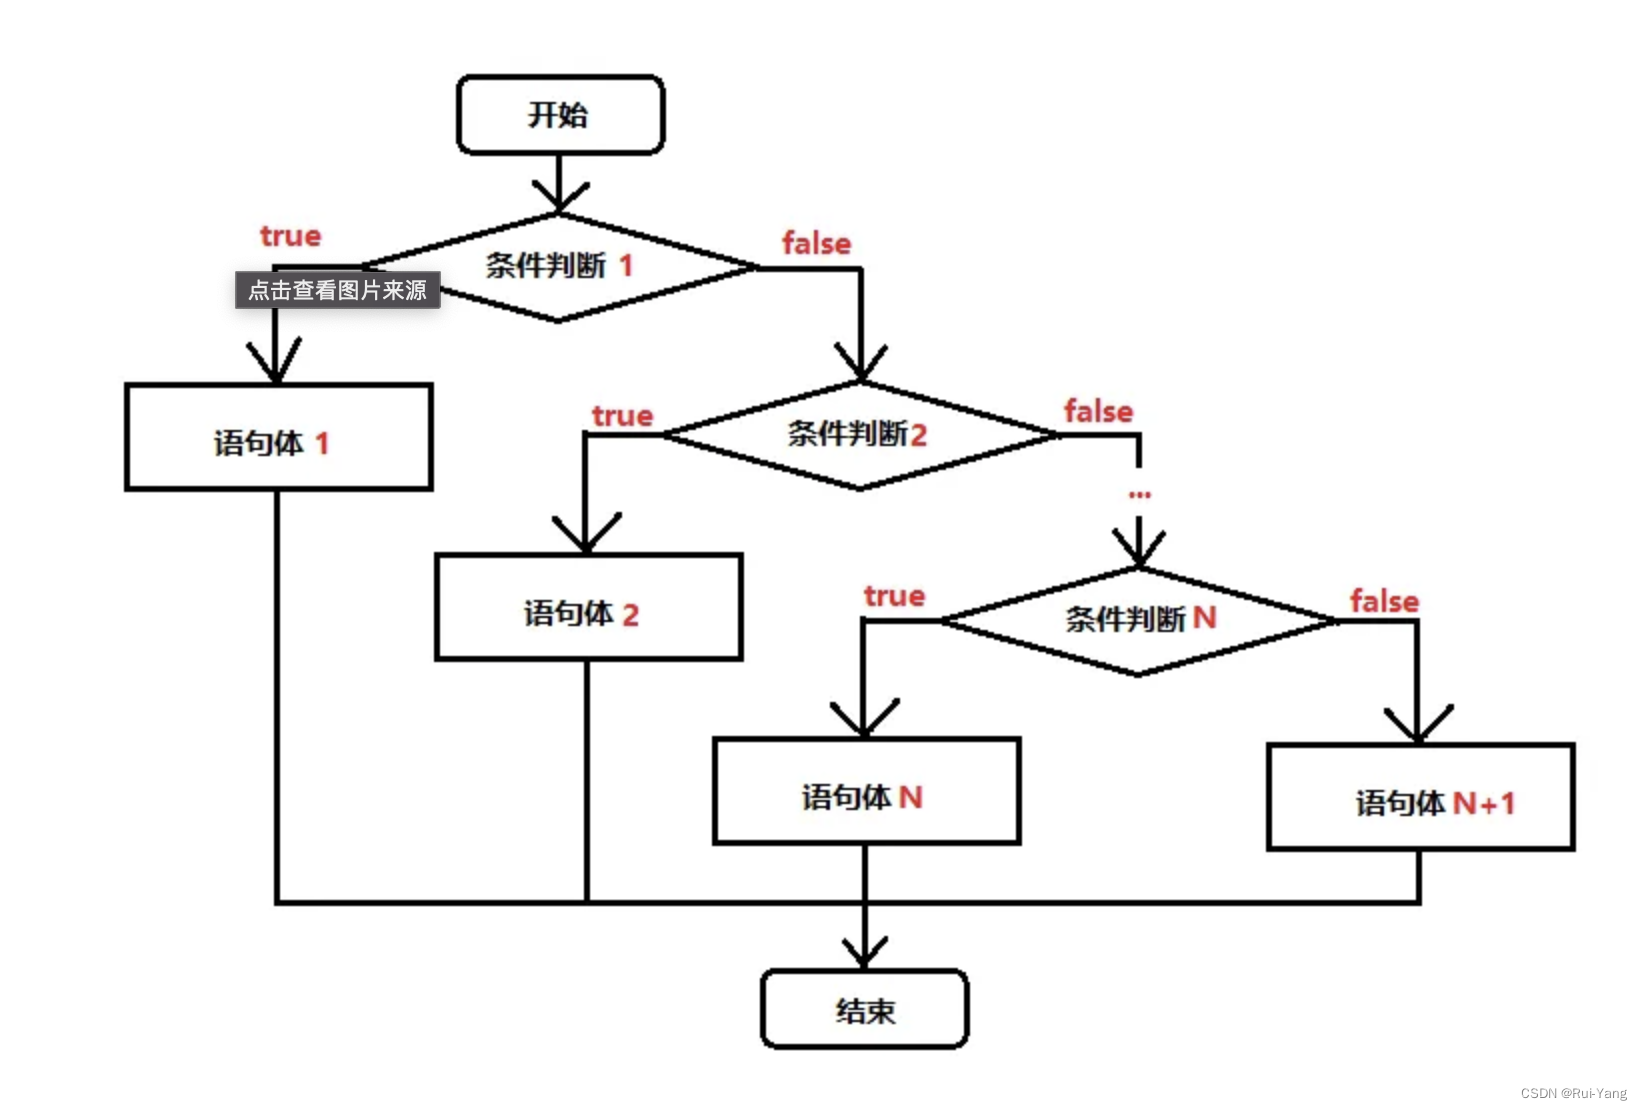 开始
true
false
条件判断 1
点击查看图片来源
语句体 1
true
false
条件判断2
...
语句体 2
true
false
条件判断 N
语句体 N
语句体 N+1
结束
CSDN @Rui-Yang